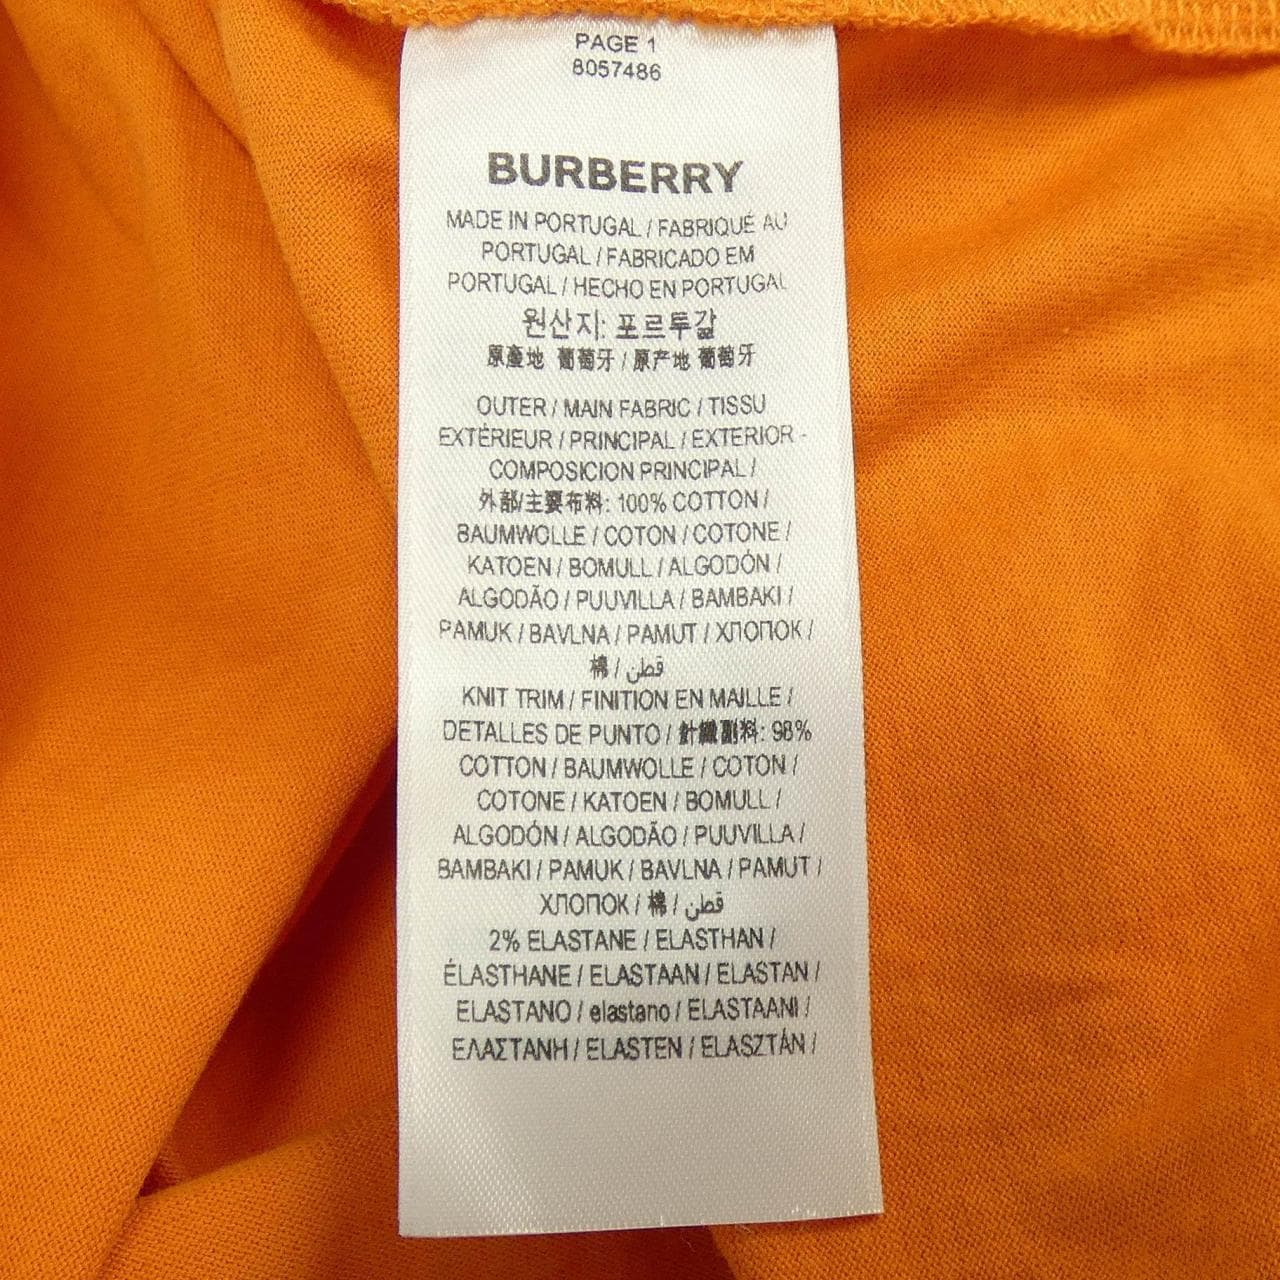 PAGE 1
8057486
BURBERRY
MADE IN PORTUGAL / FABRIQUÉ AU
PORTUGAL / FABRICADO EM
PORTUGAL / HECHO EN PORTUGAL
원산지: 포르투갈
原產地 葡萄牙 / 原产地 葡萄牙
OUTER / MAIN FABRIC / TISSU
EXTÉRIEUR / PRINCIPAL / EXTERIOR -
COMPOSICION PRINCIPAL /
外部/主要布料: 100% COTTON /
BAUMWOLLE / COTON / COTONE /
KATOEN / BOMULL / ALGODÓN /
ALGODÃO / PUUVILLA / BAMBAKI /
PAMUK / BAVLNA / PAMUT / ХЛОПОК /
棉 / قطن
KNIT TRIM / FINITION EN MAILLE /
DETALLES DE PUNTO / 針織副料: 98%
COTTON / BAUMWOLLE / COTON /
COTONE / KATOEN / BOMULL /
ALGODÓN / ALGODÃO / PUUVILLA /
BAMBAKI / PAMUK / BAVLNA / PAMUT /
ХЛОПОК / 棉 / قطن
2% ELASTANE / ELASTHAN /
ÉLASTHANE / ELASTAAN / ELASTAN /
ELASTANO / elastano / ELASTAANI /
ΕΛΑΣΤΑΝΗ / ELASTEN / ELASZTÁN /